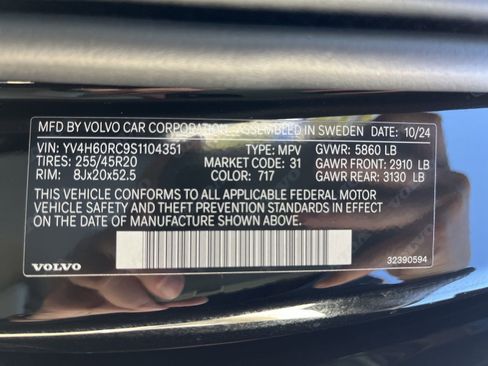 MFD BY VOLVO CAR CORPORATION ASSEMBLED IN SWEDEN DATE: 10/24
VIN: YV4H60RC9S1104351 TYPE: MPV GVWR: 5860 LB
TIRES: 255/45R20 MARKET: 31 GAWR FRONT: 2910 LB
RIM: 8Jx20x52.5 COLOR: 717 GAWR REAR: 3130 LB
THIS VEHICLE CONFORMS TO ALL APPLICABLE FEDERAL MOTOR
VEHICLE SAFETY AND THEFT PREVENTION STANDARDS IN EFFECT
ON THE DATE OF MANUFACTURE SHOWN ABOVE.
VOLVO 32390594